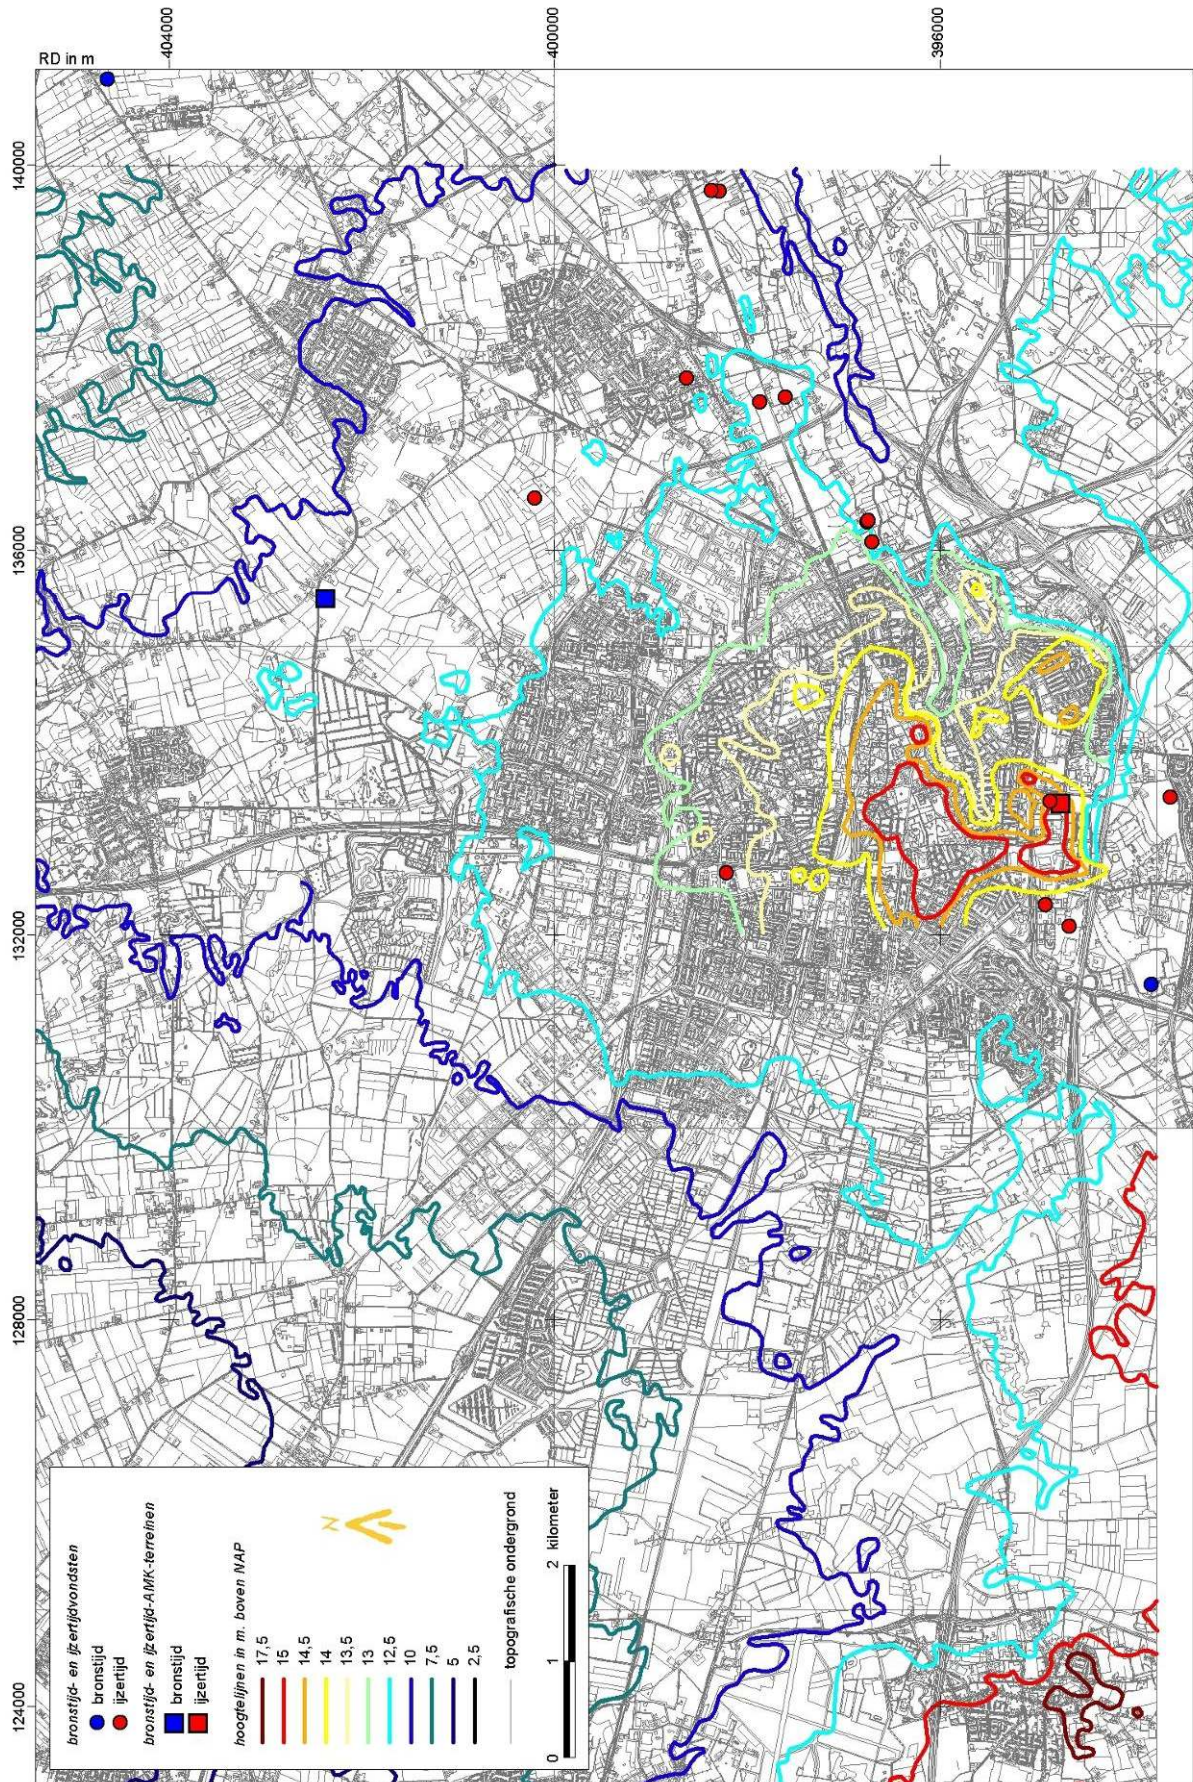 RD in m
404000
400000
396000
124000
128000
132000
136000
140000
bronstijd- en ijzertijdvondsten
bronstijd
ijzertijd
bronstijd- en ijzertijd-AMK-terreinen
bronstijd
ijzertijd
hoogtelijnen in m. boven NAP
17,5
15
14,5
14
13,5
13
12,5
10
7,5
5
2,5
topografische ondergrond
0 1 2 kilometer
N